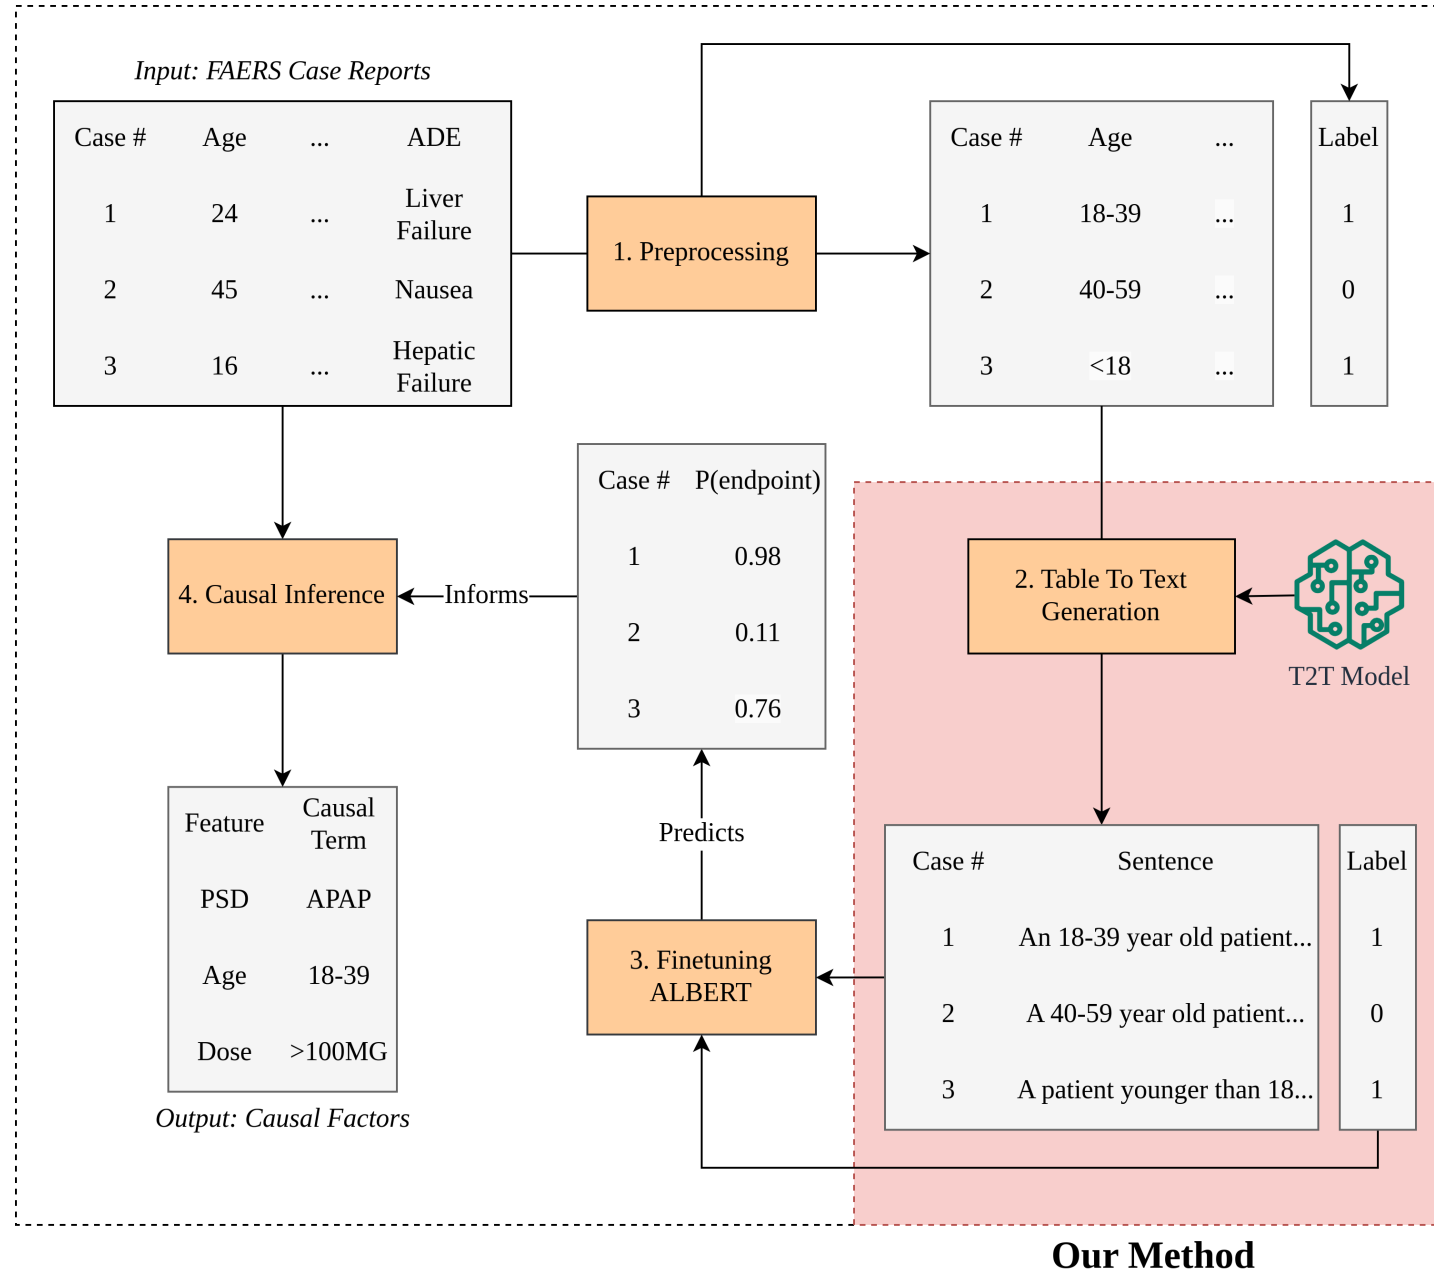 Input: FAERS Case Reports
Case # Age ... ADE
1 24 ... Liver Failure
2 45 ... Nausea
3 16 ... Hepatic Failure
1. Preprocessing
Case # Age ...
1 18-39 ...
2 40-59 ...
3 <18 ...
Label
1
0
1
2. Table To Text
Generation
T2T Model
Case # Sentence
1 An 18-39 year old patient...
2 A 40-59 year old patient...
3 A patient younger than 18...
Label
1
0
1
3. Finetuning
ALBERT
Predicts
Case # P(endpoint)
1 0.98
2 0.11
3 0.76
Informs
4. Causal Inference
Feature Causal Term
PSD APAP
Age 18-39
Dose >100MG
Output: Causal Factors
Our Method